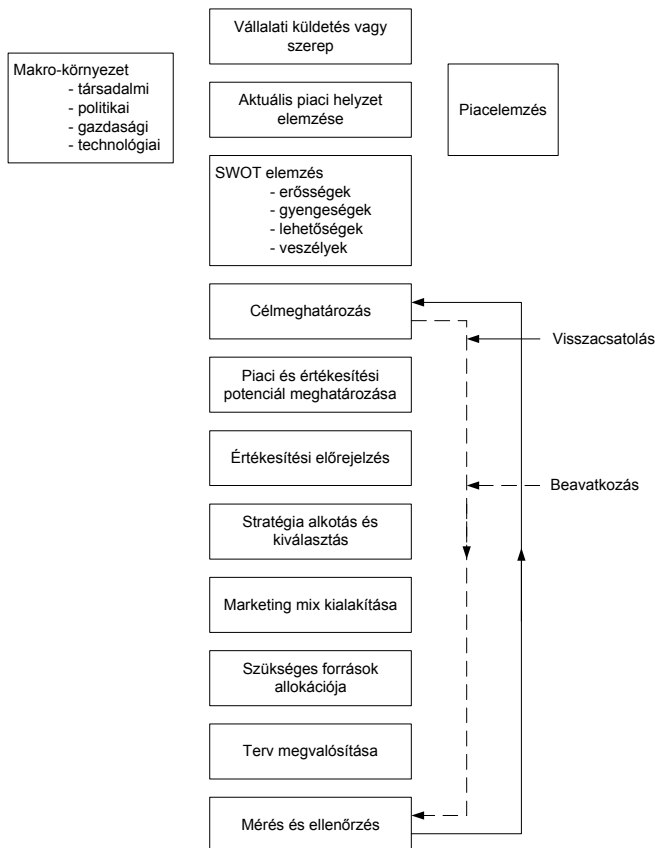 Vállalati küldetés vagy
szerep
Makro-környezet
- társadalmi
- politikai
- gazdasági
- technológiai
Aktuális piaci helyzet
elemzése
Piacelemzés
SWOT elemzés
- erősségek
- gyengeségek
- lehetőségek
- veszélyek
Célmeghatározás
Visszacsatolás
Piaci és értékesítési
potenciál meghatározása
Értékesítési előrejelzés
Beavatkozás
Stratégia alkotás és
kiválasztás
Marketing mix kialakítása
Szükséges források
allokációja
Terv megvalósítása
Mérés és ellenőrzés